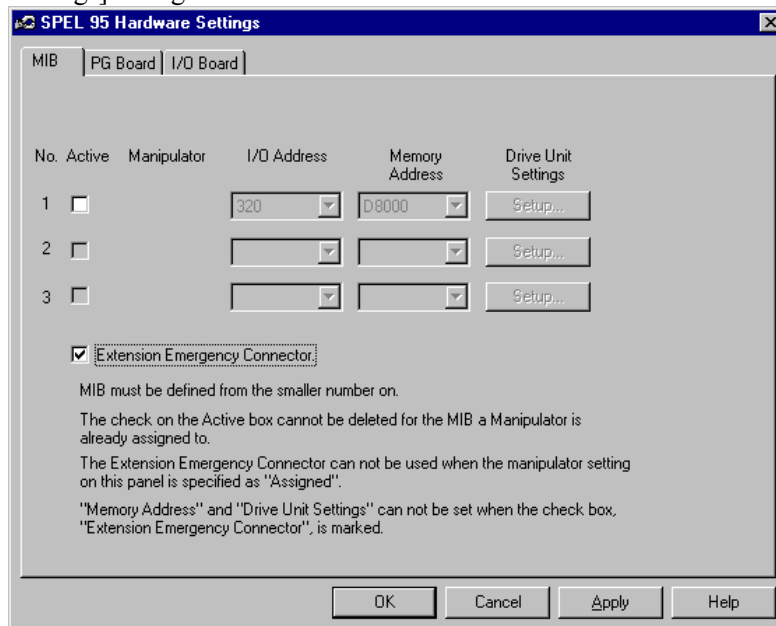 SPEL 95 Hardware Settings
MIB PG Board I/O Board
No. Active Manipulator I/O Address Memory Address Drive Unit Settings
1 320 D8000 Setup...
2 Setup...
3 Setup...
Extension Emergency Connector.
MIB must be defined from the smaller number on.
The check on the Active box cannot be deleted for the MIB a Manipulator is
already assigned to.
The Extension Emergency Connector can not be used when the manipulator setting
on this panel is specified as "Assigned".
"Memory Address" and "Drive Unit Settings" can not be set when the check box,
"Extension Emergency Connector", is marked.
OK Cancel Apply Help